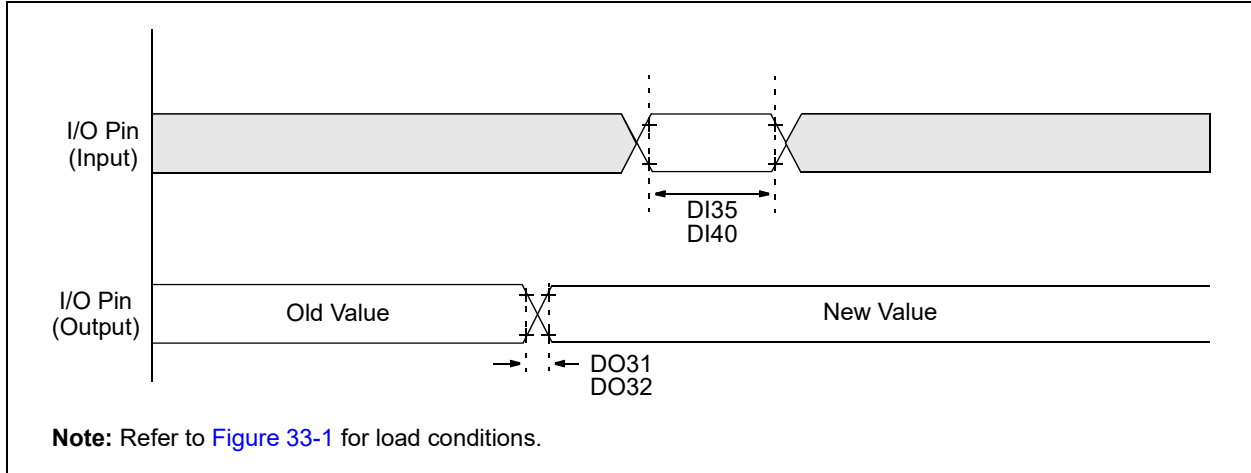 I/O Pin
(Input)
DI35
DI40
I/O Pin
(Output)
Old Value
New Value
DO31
DO32
Note: Refer to Figure 33-1 for load conditions.